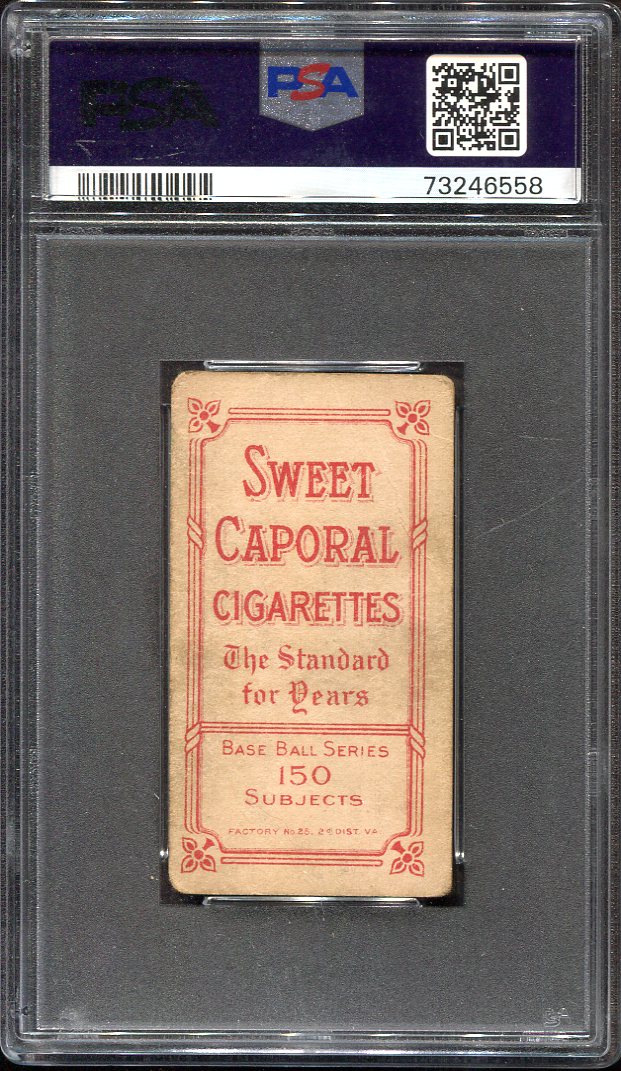 PSA
PSA
73246558
SWEET
CAPORAL
CIGARETTES
The Standard
for Years
BASE BALL SERIES
150
SUBJECTS
FACTORY No. 25, 2D DIST. VA